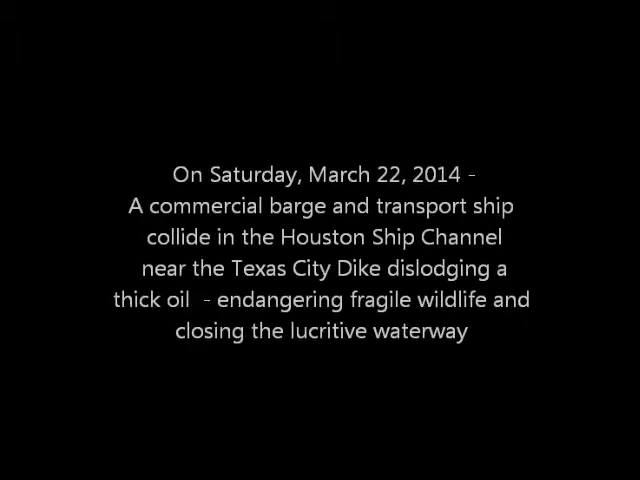 On Saturday, March 22, 2014 -
A commercial barge and transport ship
collide in the Houston Ship Channel
near the Texas City Dike dislodging a
thick oil  - endangering fragile wildlife and
closing the lucritive waterway